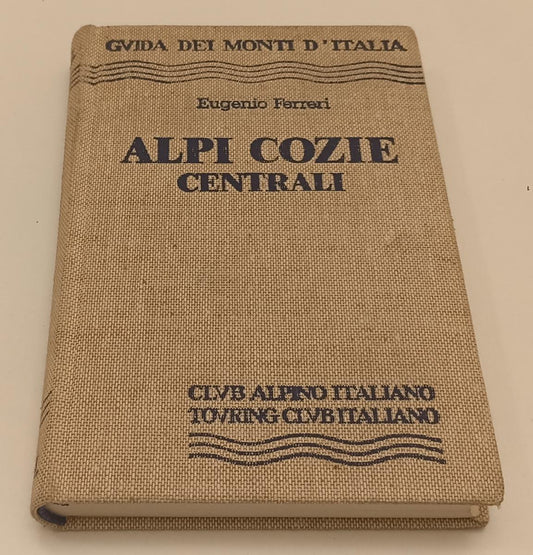 GVIDA DEI MONTI D'ITALIA
Eugenio Ferreri
ALPI COZIE
CENTRALI
CLVB ALPINO ITALIANO
TOVRING CLVB ITALIANO